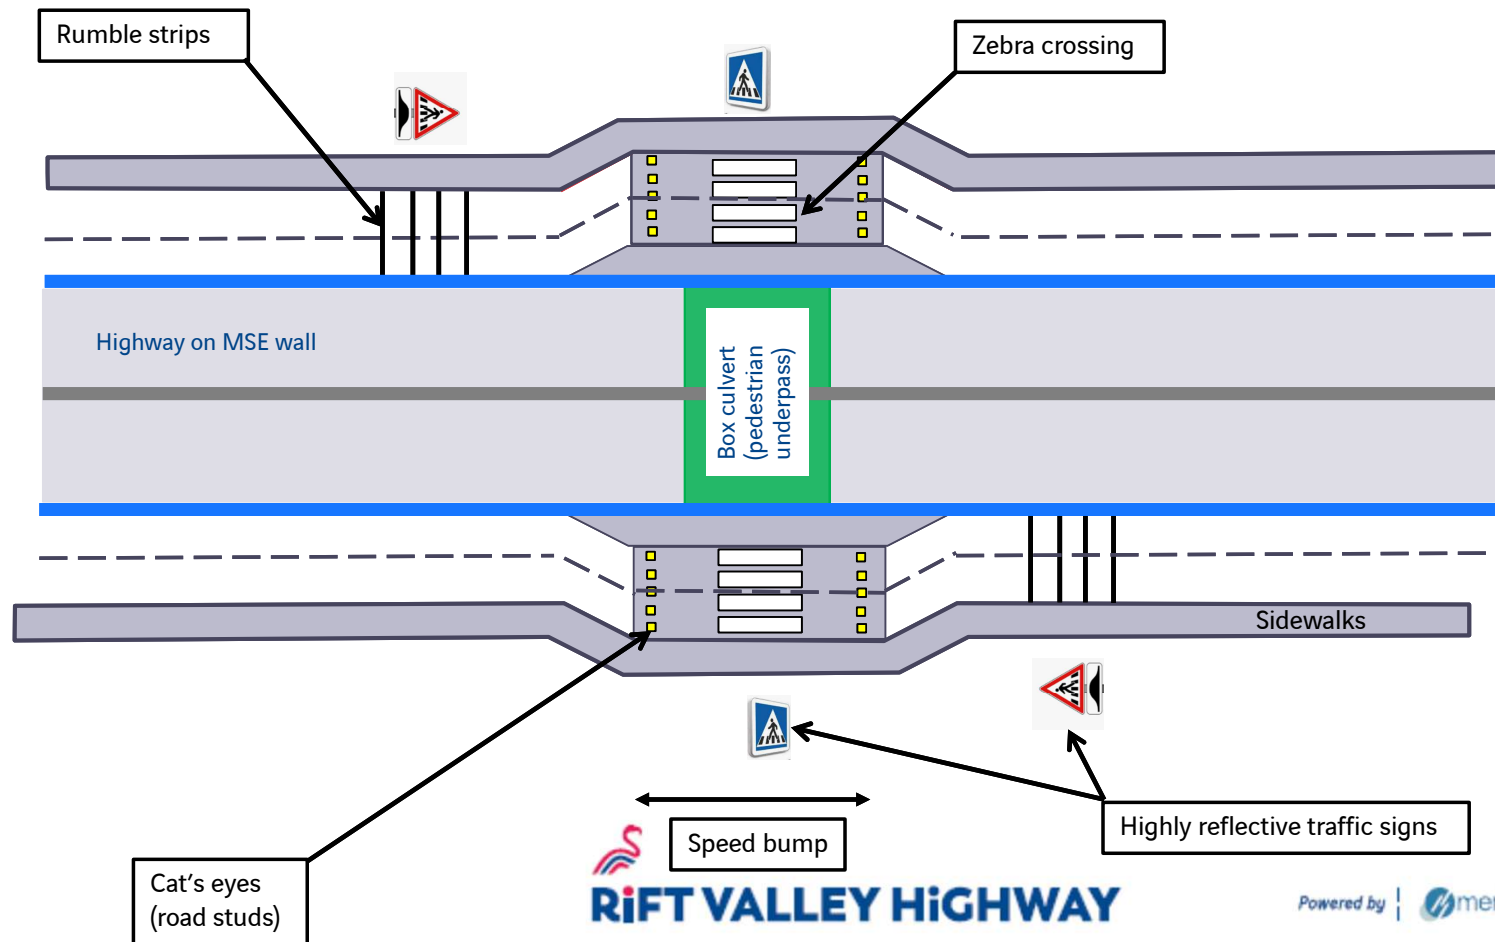 Rumble strips
Zebra crossing
Highway on MSE wall
Box culvert
(pedestrian
underpass)
Sidewalks
Highly reflective traffic signs
Speed bump
Cat's eyes
(road studs)
RiFT VALLEY HiGHWAY
Powered by